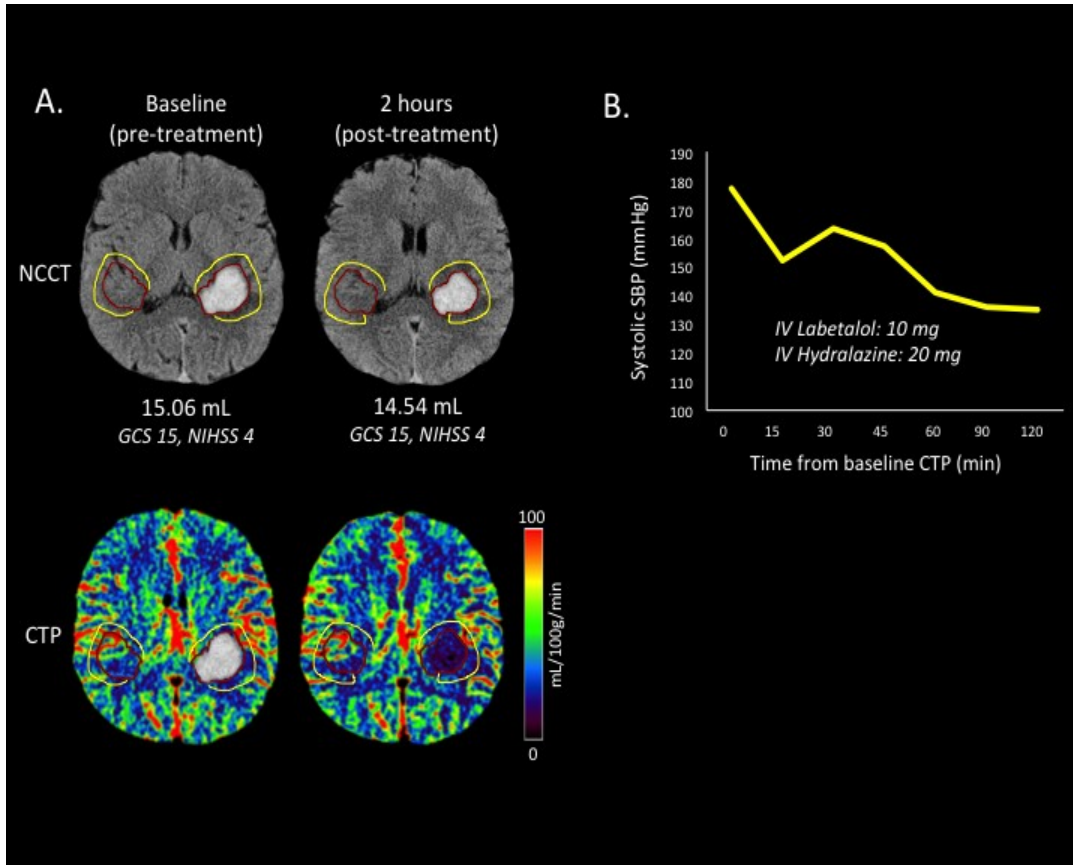 A.
Baseline
(pre-treatment)
2 hours
(post-treatment)
NCCT
15.06 mL
GCS 15, NIHSS 4
14.54 mL
GCS 15, NIHSS 4
CTP
100
mL/100g/min
0
B.
Systolic SBP (mmHg)
190
180
170
160
150
140
130
120
110
100
IV Labetalol: 10 mg
IV Hydralazine: 20 mg
0 15 30 45 60 90 120
Time from baseline CTP (min)